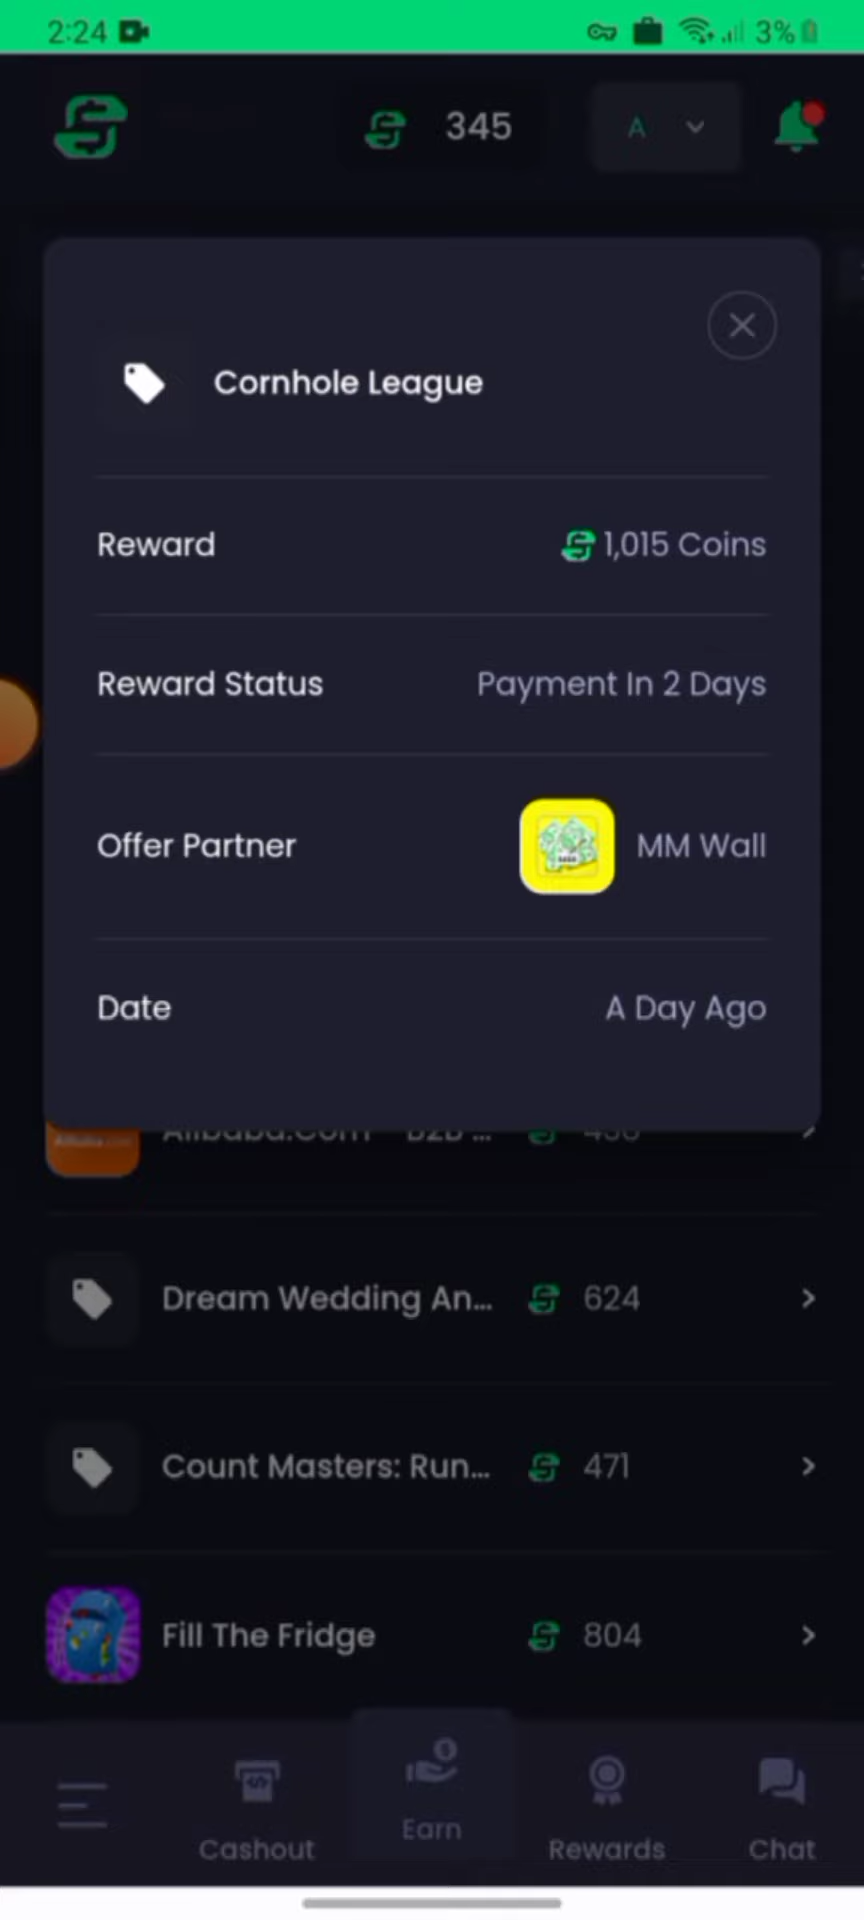 2:24 3%
345 A
Cornhole League
Reward 1,015 Coins
Reward Status Payment In 2 Days
Offer Partner MM Wall
Date A Day Ago
Dream Wedding An... 624
Count Masters: Run... 471
Fill The Fridge 804
Cashout Earn Rewards Chat